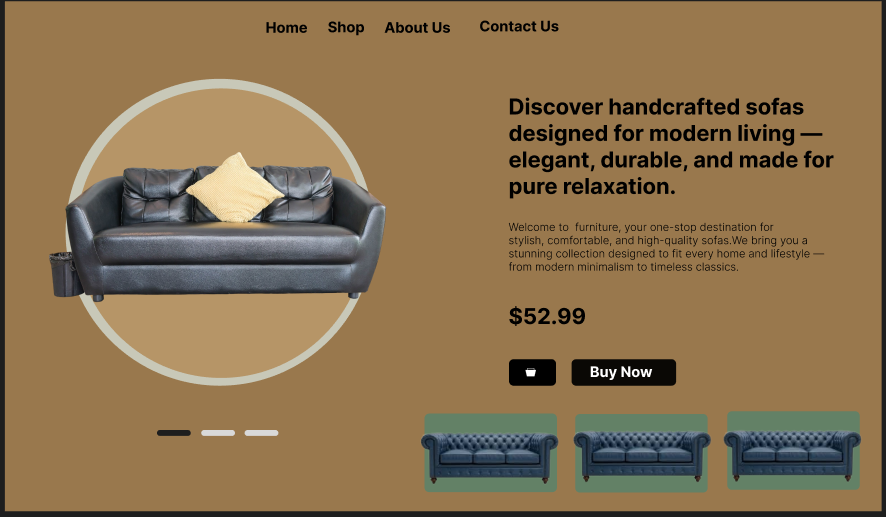 Home Shop About Us Contact Us
Discover handcrafted sofas
designed for modern living —
elegant, durable, and made for
pure relaxation.
Welcome to  furniture, your one-stop destination for
stylish, comfortable, and high-quality sofas.We bring you a
stunning collection designed to fit every home and lifestyle —
from modern minimalism to timeless classics.
$52.99
Buy Now